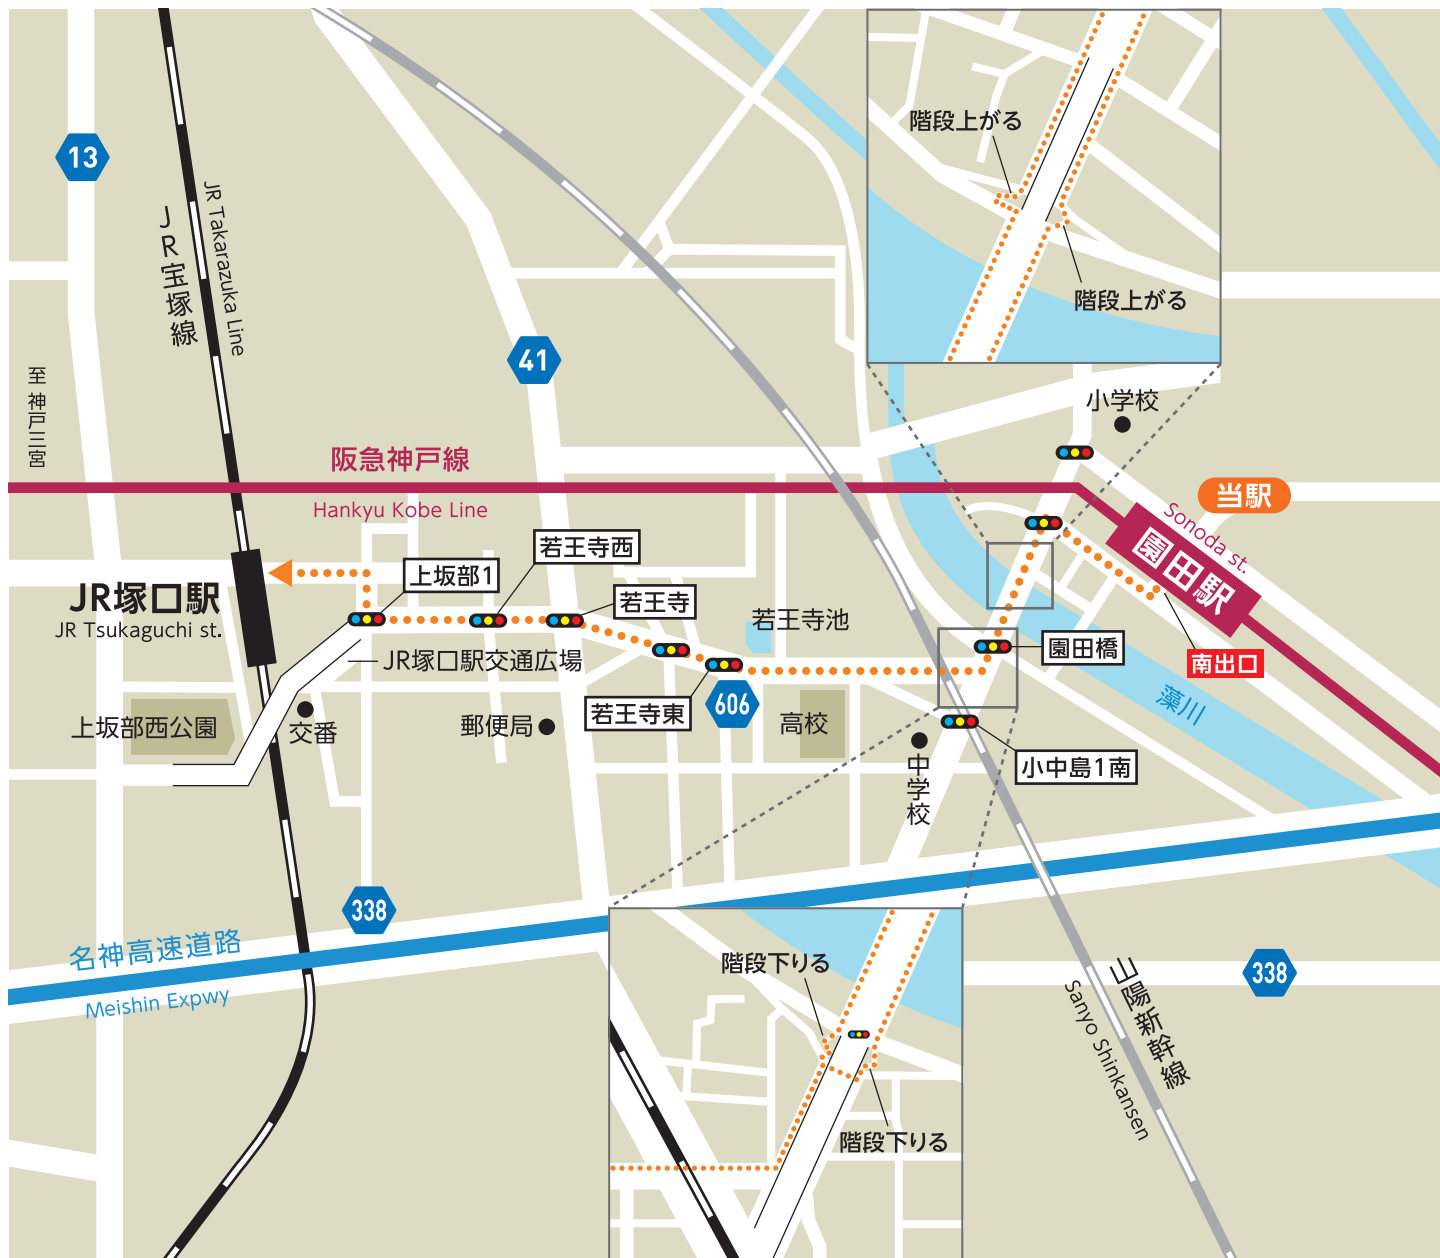 階段上がる
階段上がる
13
JR宝塚線
JR Takarazuka Line
41
至 神戸三宮
小学校
阪急神戸線
Hankyu Kobe Line
当駅
Sonoda st.
園田駅
南出口
若王寺西
上坂部1
若王寺
若王寺池
JR塚口駅
JR Tsukaguchi st.
JR塚口駅交通広場
園田橋
藻川
若王寺東
606
上坂部西公園
交番
郵便局
高校
中学校
小中島1南
338
名神高速道路
Meishin Expwy
階段下りる
階段下りる
山陽新幹線
Sanyo Shinkansen
338